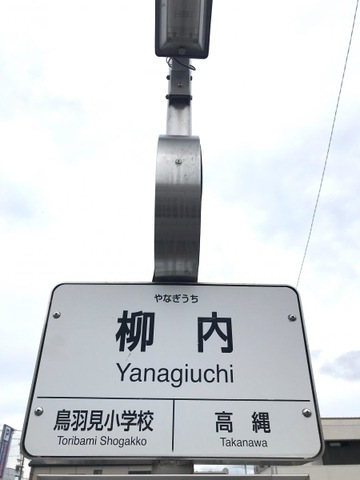 やなぎうち
柳内
Yanagiuchi
鳥羽見小学校
Toribami Shogakko
高縄
Takanawa